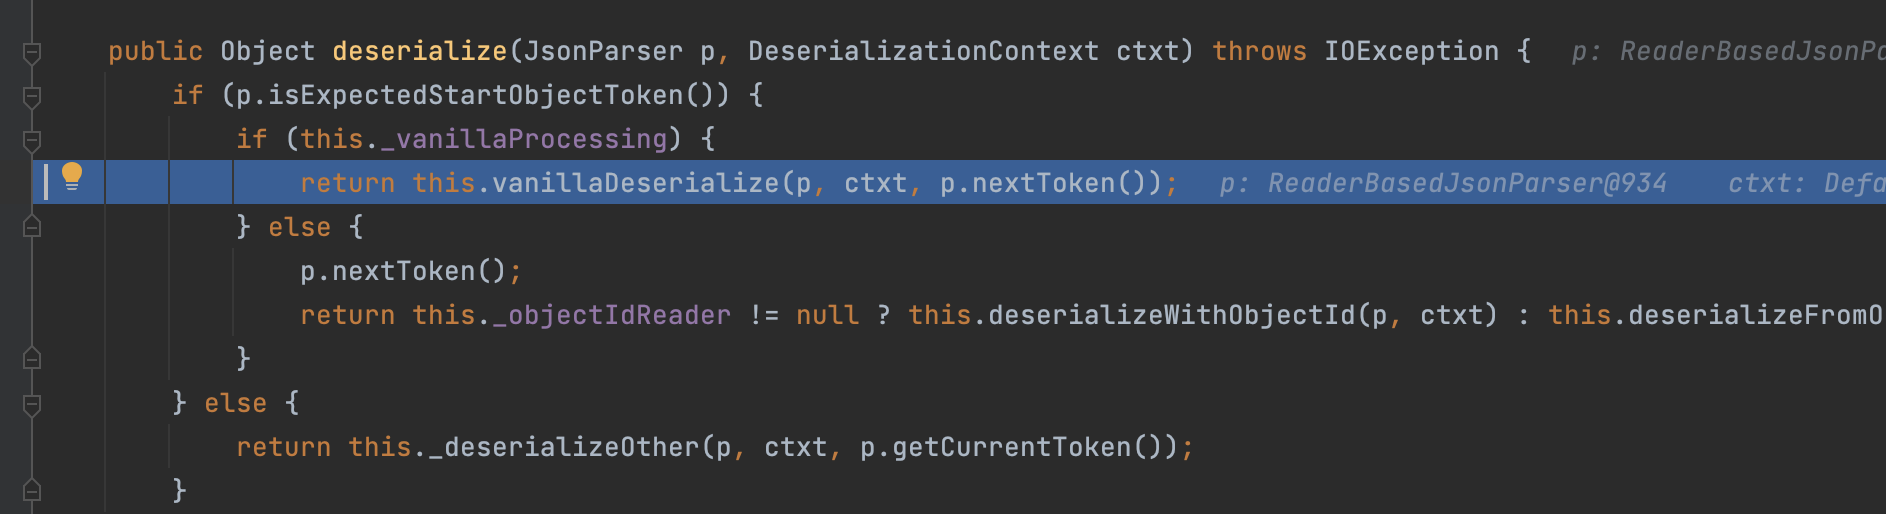 public Object deserialize(JsonParser p, DeserializationContext ctxt) throws IOException {   p: ReaderBasedJsonPa
    if (p.isExpectedStartObjectToken()) {
        if (this._vanillaProcessing) {
            return this.vanillaDeserialize(p, ctxt, p.nextToken());   p: ReaderBasedJsonParser@934    ctxt: Defa
        } else {
            p.nextToken();
            return this._objectIdReader != null ? this.deserializeWithObjectId(p, ctxt) : this.deserializeFromO
        }
    } else {
        return this._deserializeOther(p, ctxt, p.getCurrentToken());
    }